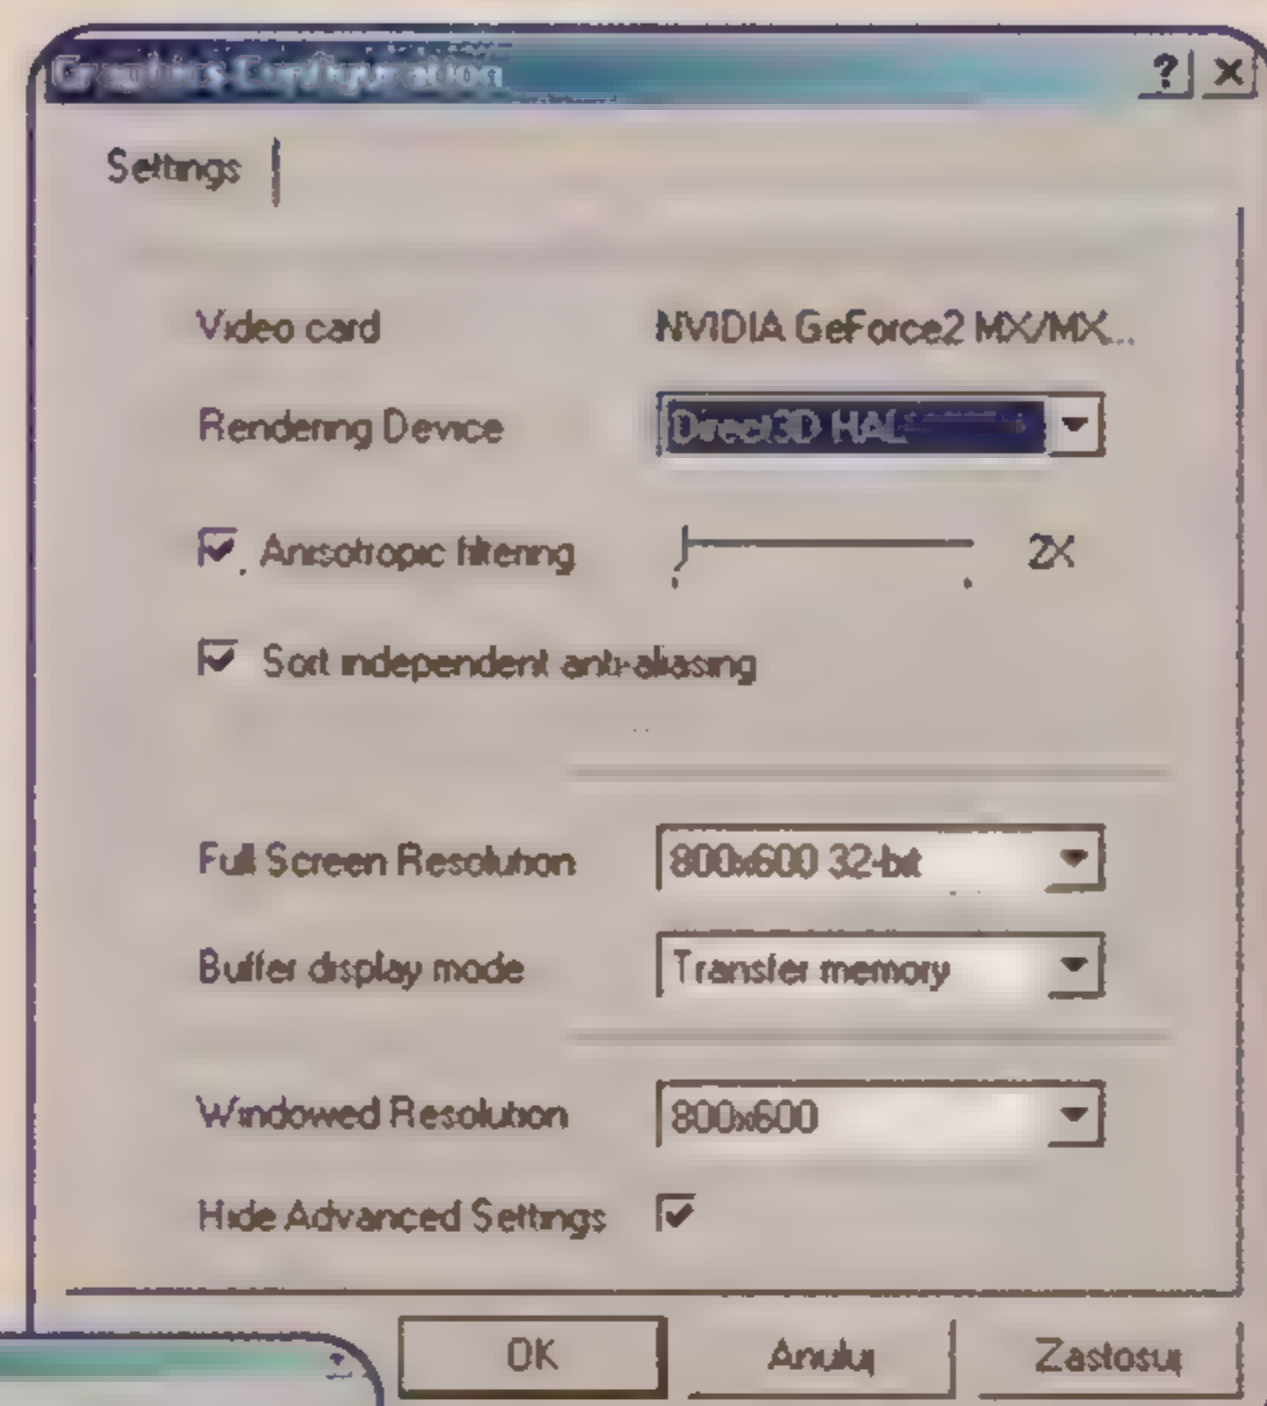 Graphics Configuration
Settings
Video card NVIDIA GeForce2 MX/MX...
Rendering Device Direct3D HAL
Anisotropic filtering 2X
Sort independent anti-aliasing
Full Screen Resolution 800x600 32-bit
Buffer display mode Transfer memory
Windowed Resolution 800x600
Hide Advanced Settings
OK Anuluj Zastosuj